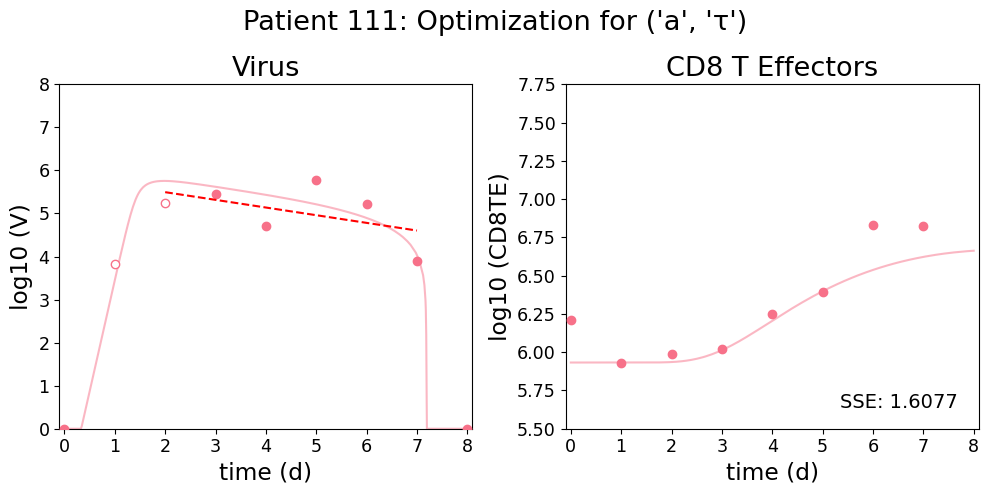 Patient 111: Optimization for ('a', 'τ')
Virus
CD8 T Effectors
log10 (V)
8
7
6
5
4
3
2
1
0
0 1 2 3 4 5 6 7 8
time (d)
log10 (CD8TE)
7.75
7.50
7.25
7.00
6.75
6.50
6.25
6.00
5.75
5.50
SSE: 1.6077
0 1 2 3 4 5 6 7 8
time (d)